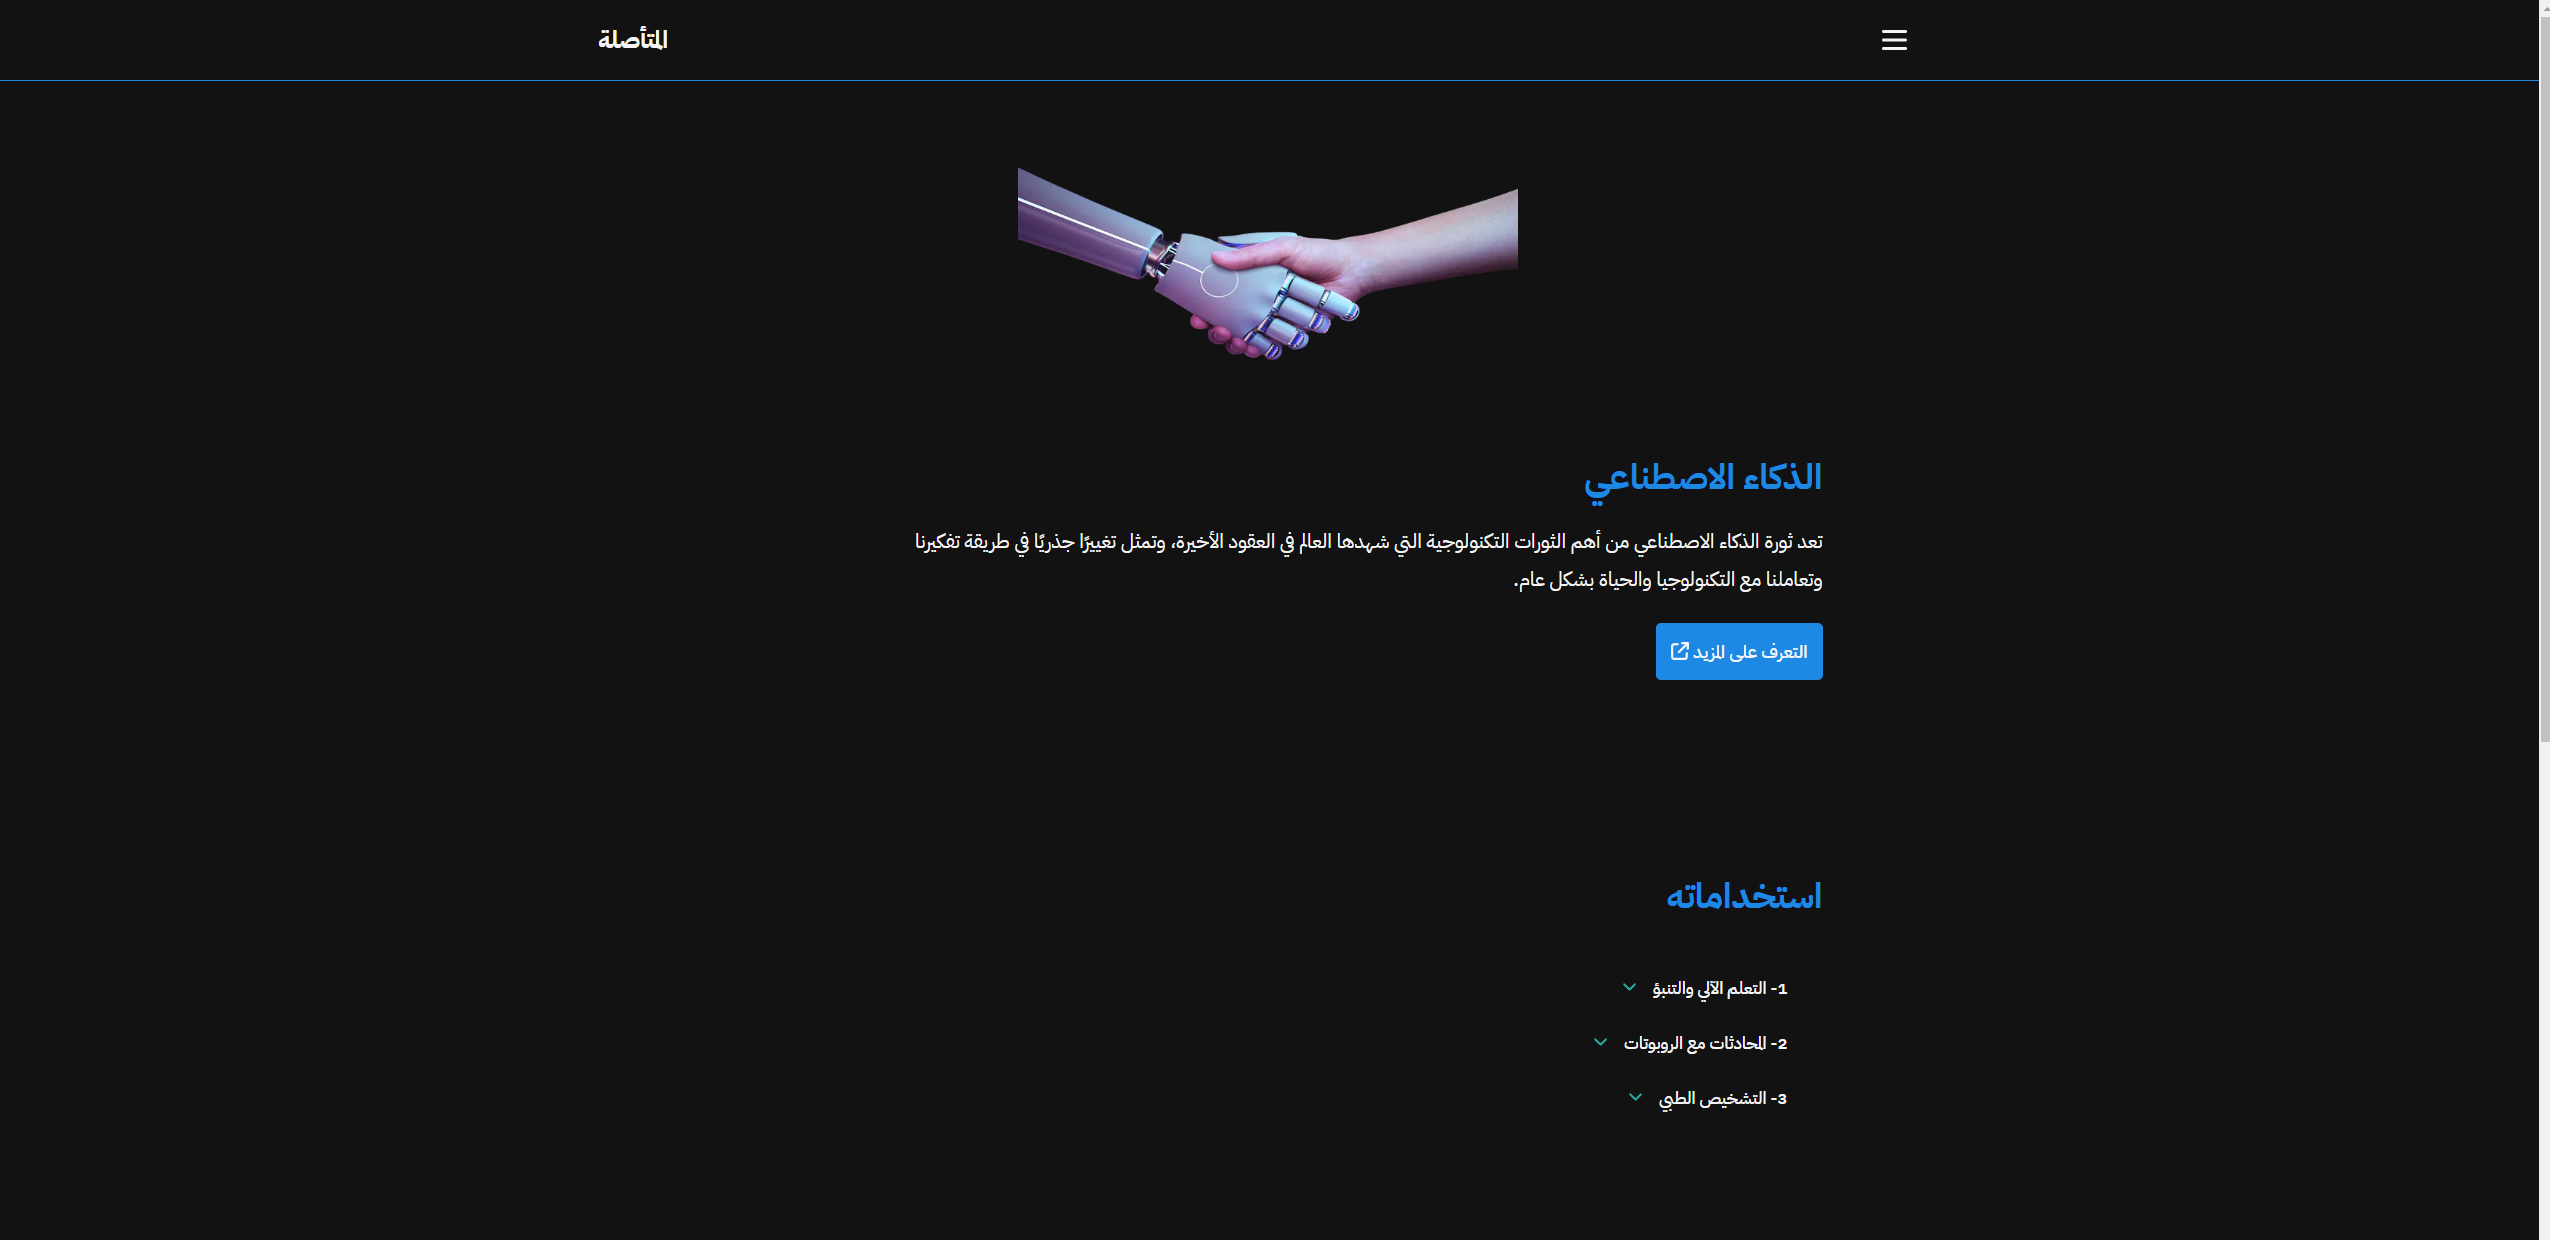 المتأصلة
الذكاء الاصطناعي
تعد ثورة الذكاء الاصطناعي من أهم الثورات التكنولوجية التي شهدها العالم في العقود الأخيرة، وتمثل تغييرًا جذريًا في طريقة تفكيرنا
وتعاملنا مع التكنولوجيا والحياة بشكل عام.
التعرف على المزيد
استخداماته
1- التعلم الآلي والتنبؤ
2- المحادثات مع الروبوتات
3- التشخيص الطبي